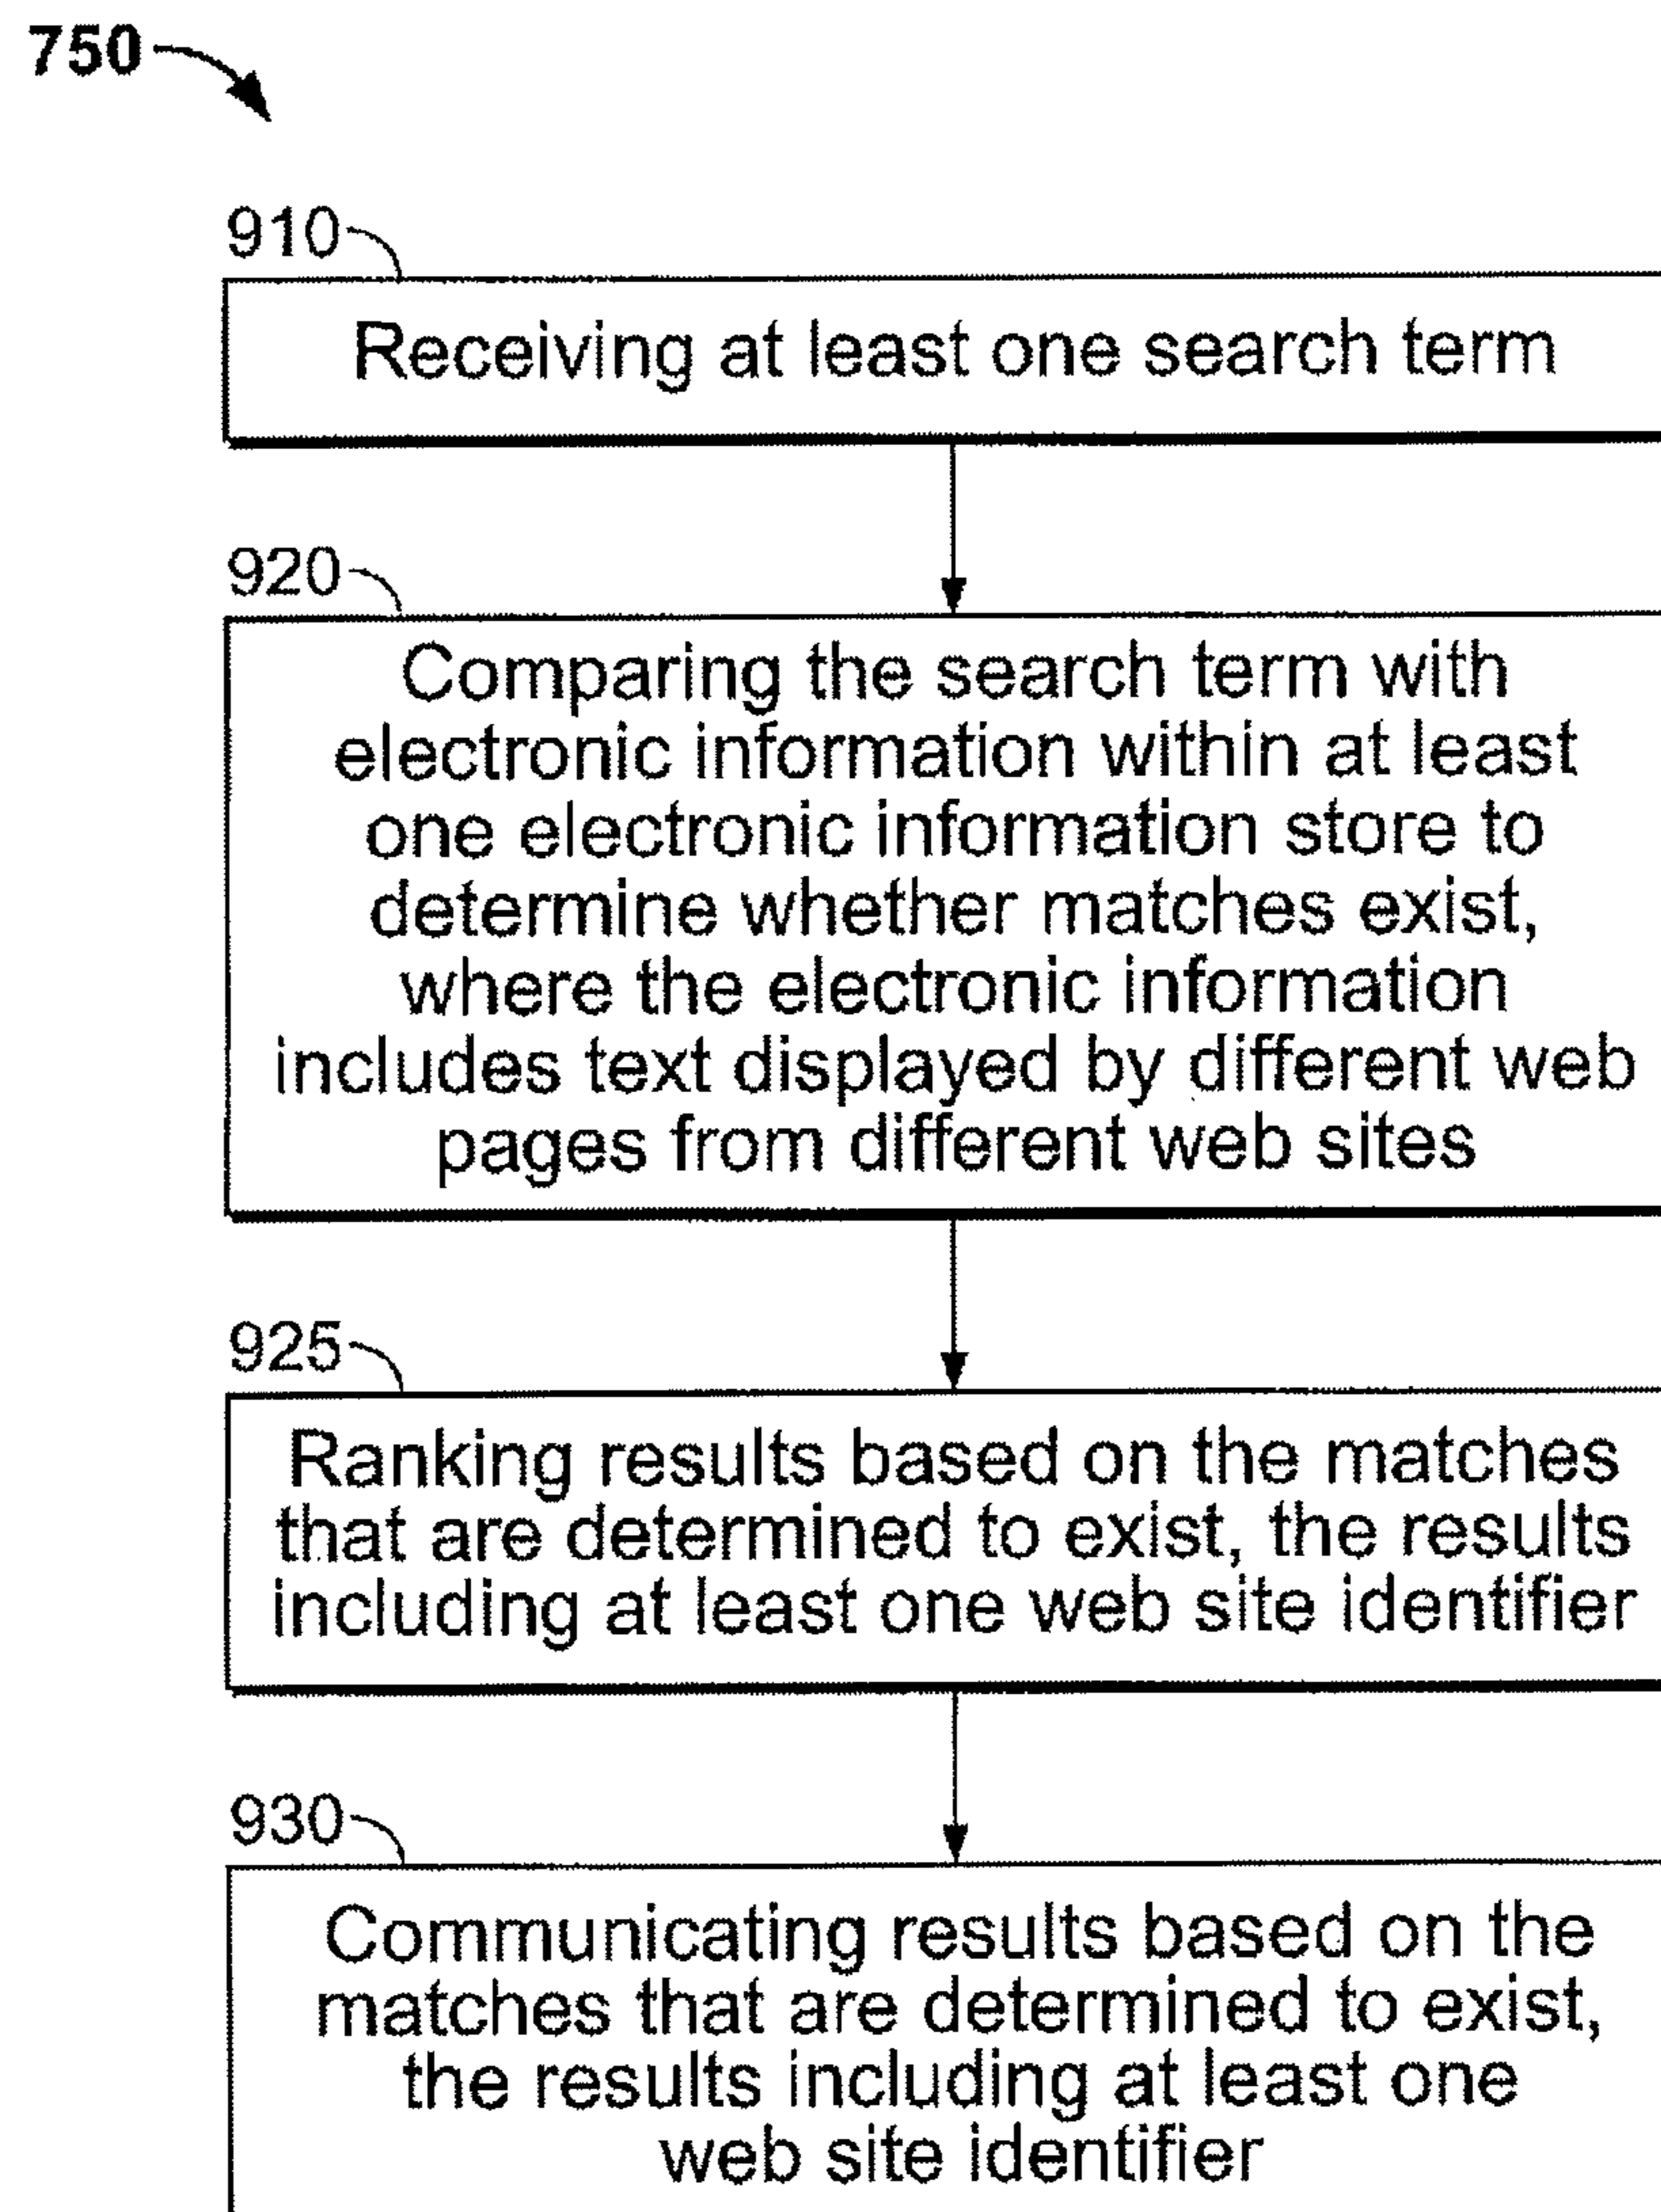 750
910
Receiving at least one search term
920
Comparing the search term with
electronic information within at least
one electronic information store to
determine whether matches exist,
where the electronic information
includes text displayed by different web
pages from different web sites
925
Ranking results based on the matches
that are determined to exist, the results
including at least one web site identifier
930
Communicating results based on the
matches that are determined to exist,
the results including at least one
web site identifier